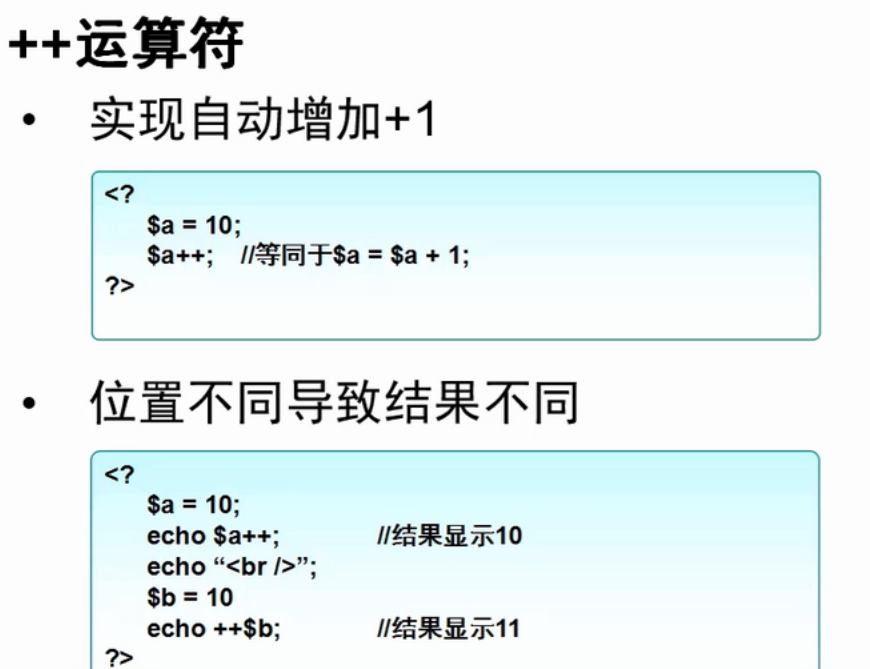 ++运算符
• 实现自动增加+1
<?
$a = 10;
$a++; //等同于$a = $a + 1;
?>
• 位置不同导致结果不同
<?
$a = 10;
echo $a++; //结果显示10
echo “<br />”;
$b = 10
echo ++$b; //结果显示11
?>